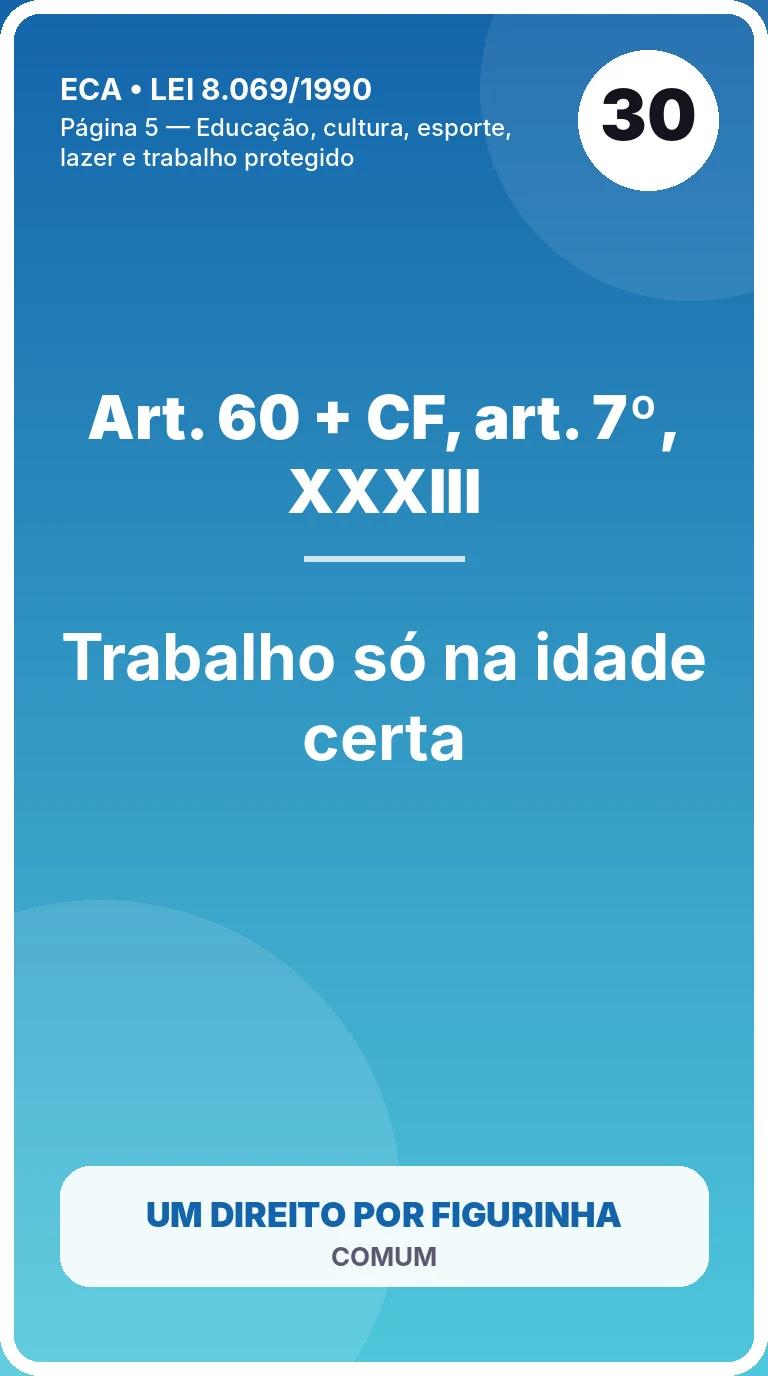 ECA • LEI 8.069/1990
Página 5 — Educação, cultura, esporte,
lazer e trabalho protegido
30
Art. 60 + CF, art. 7º,
XXXIII
Trabalho só na idade
certa
UM DIREITO POR FIGURINHA
COMUM